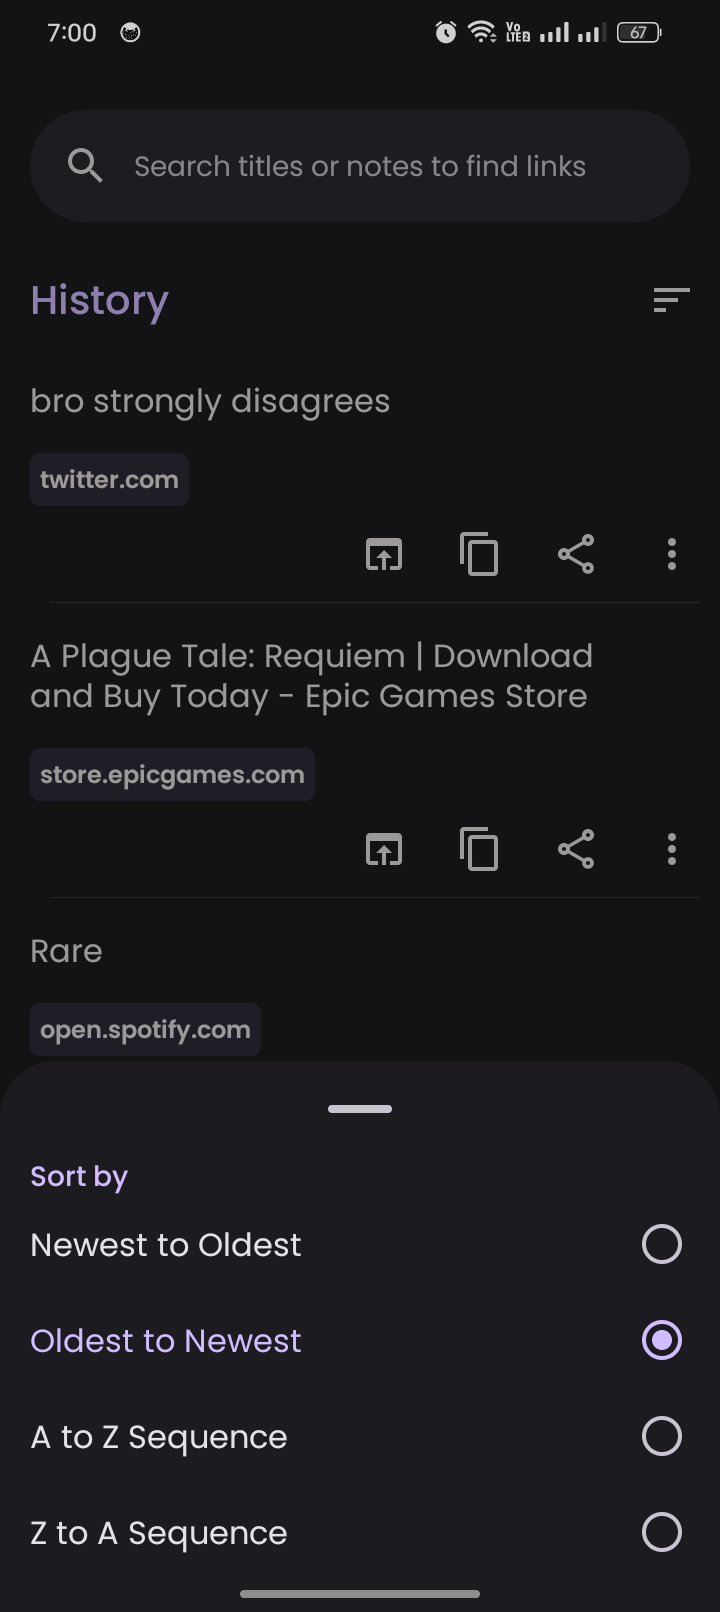 7:00
Vo
LTE2
67
Search titles or notes to find links
History
bro strongly disagrees
twitter.com
A Plague Tale: Requiem | Download
and Buy Today - Epic Games Store
store.epicgames.com
Rare
open.spotify.com
Sort by
Newest to Oldest
Oldest to Newest
A to Z Sequence
Z to A Sequence